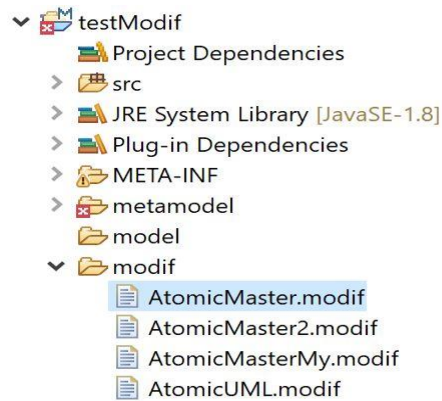 testModif
Project Dependencies
src
JRE System Library [JavaSE-1.8]
Plug-in Dependencies
META-INF
metamodel
model
modif
AtomicMaster.modif
AtomicMaster2.modif
AtomicMasterMy.modif
AtomicUML.modif